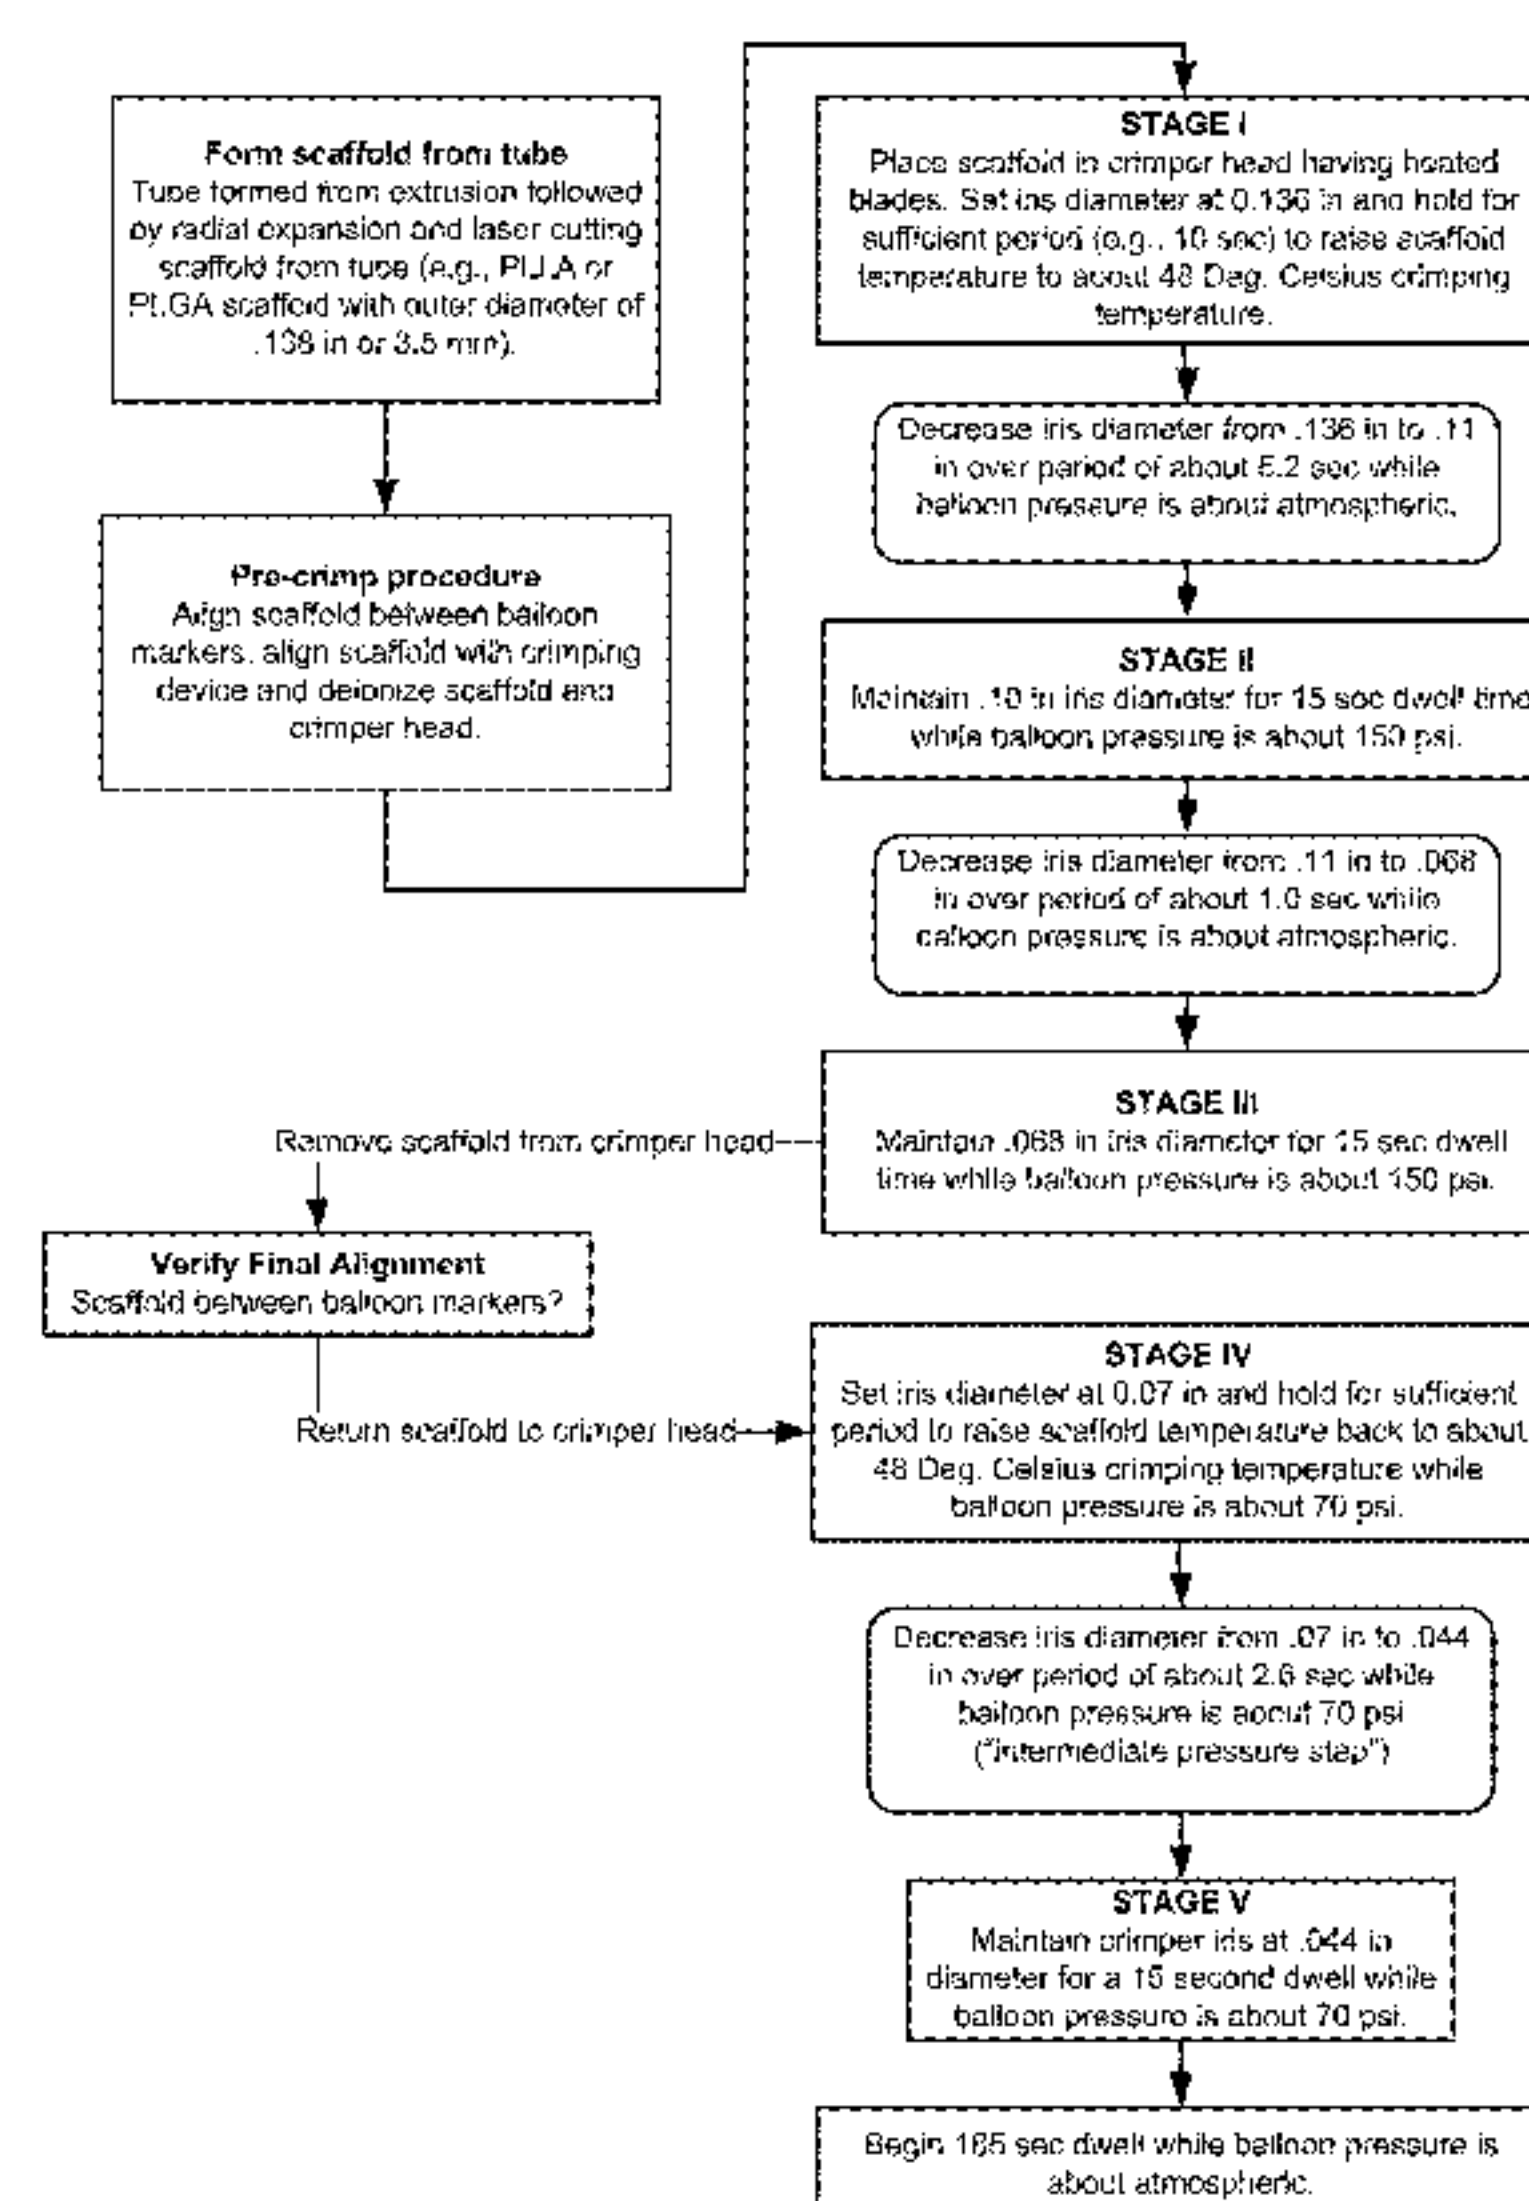 Form scaffold from tube
Tube formed from extrusion followed
by radial expansion and laser cutting
scaffold from tube (e.g., PLLA or
PLGA scaffold with outer diameter of
.138 in or 3.5 mm).
Pre-crimp procedure
Align scaffold between balloon
markers, align scaffold with crimping
device and deionize scaffold and
crimper head.
STAGE I
Place scaffold in crimper head having heated
blades. Set iris diameter at 0.136 in and hold for
sufficient period (e.g., 10 sec) to raise scaffold
temperature to about 48 Deg. Celsius crimping
temperature.
Decrease iris diameter from .136 in to .11
in over period of about 5.2 sec while
balloon pressure is about atmospheric.
STAGE II
Maintain .10 in iris diameter for 15 sec dwell time
while balloon pressure is about 150 psi.
Decrease iris diameter from .11 in to .068
in over period of about 1.0 sec while
balloon pressure is about atmospheric.
STAGE III
Maintain .068 in iris diameter for 15 sec dwell
time while balloon pressure is about 150 psi.
Remove scaffold from crimper head
Verify Final Alignment
Scaffold between balloon markers?
Return scaffold to crimper head
STAGE IV
Set iris diameter at 0.07 in and hold for sufficient
period to raise scaffold temperature back to about
48 Deg. Celsius crimping temperature while
balloon pressure is about 70 psi.
Decrease iris diameter from .07 in to .044
in over period of about 2.6 sec while
balloon pressure is about 70 psi
("intermediate pressure step")
STAGE V
Maintain crimper iris at .044 in
diameter for a 15 second dwell while
balloon pressure is about 70 psi.
Begin 165 sec dwell while balloon pressure is
about atmospheric.